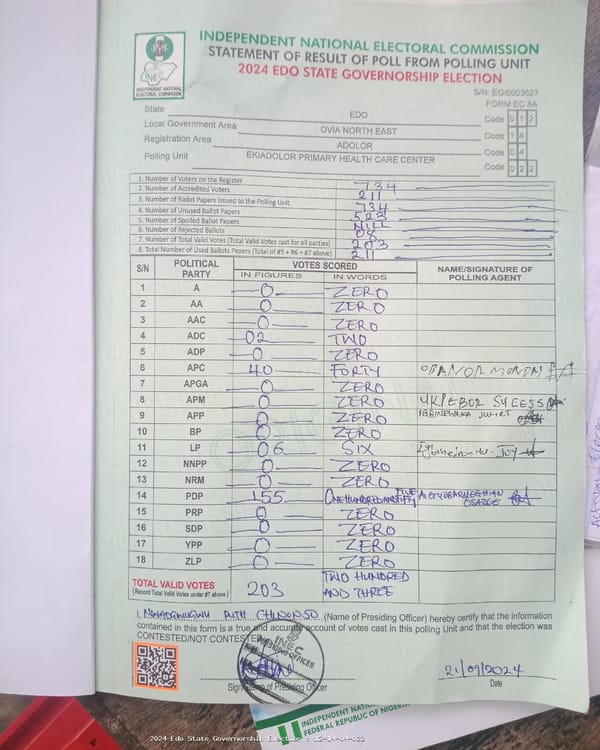 INDEPENDENT NATIONAL ELECTORAL COMMISSION
STATEMENT OF RESULT OF POLL FROM POLLING UNIT
2024 EDO STATE GOVERNORSHIP ELECTION
INEC
INDEPENDENT NATIONAL
ELECTORAL COMMISSION
S/N: EG/0003627
FORM EC 8A
State EDO Code 0 1 2
Local Government Area OVIA NORTH EAST Code 1 4
Registration Area ADOLOR Code 0 4
Polling Unit EKIADOLOR PRIMARY HEALTH CARE CENTER Code 0 2 2
1. Number of Voters on the Register 734
2. Number of Accredited Voters 211
3. Number of Ballot Papers Issued to the Polling Unit 734
4. Number of Unused Ballot Papers 523
5. Number of Spoiled Ballot Papers NILL
6. Number of Rejected Ballots 08
7. Number of Total Valid Votes (Total Valid Votes cast for all parties) 203
8. Total Number of Used Ballots Papers (Total of #5 + #6 + #7 above) 211
S/N POLITICAL PARTY VOTES SCORED NAME/SIGNATURE OF POLLING AGENT
IN FIGURES IN WORDS
1 A 0 ZERO
2 AA 0 ZERO
3 AAC 0 ZERO
4 ADC 02 TWO
5 ADP 0 ZERO
6 APC 40 FORTY
7 APGA 0 ZERO
8 APM 0 ZERO UKPEBOR SYCESS
9 APP 0 ZERO JULIET
10 BP 0 ZERO
11 LP 06 SIX JOY
12 NNPP 0 ZERO
13 NRM 0 ZERO
14 PDP 155 ONE HUNDRED AND FIFTY FIVE OSAZEE
15 PRP 0 ZERO
16 SDP 0 ZERO
17 YPP 0 ZERO
18 ZLP 0 ZERO
TOTAL VALID VOTES 203 TWO HUNDRED AND THREE
(Record Total Valid Votes under #7 above)
I, RUTH CHINONSO (Name of Presiding Officer) hereby certify that the information
contained in this form is a true and accurate account of votes cast in this polling Unit and that the election was
CONTESTED/NOT CONTESTED
INEC
PRESIDING OFFICER
Sign/Stamp of Presiding Officer
21/09/2024
Date
INDEPENDENT NATIONAL
FEDERAL REPUBLIC OF NIGERIA
2024 Edo State Governorship Election : 12-14-04-022